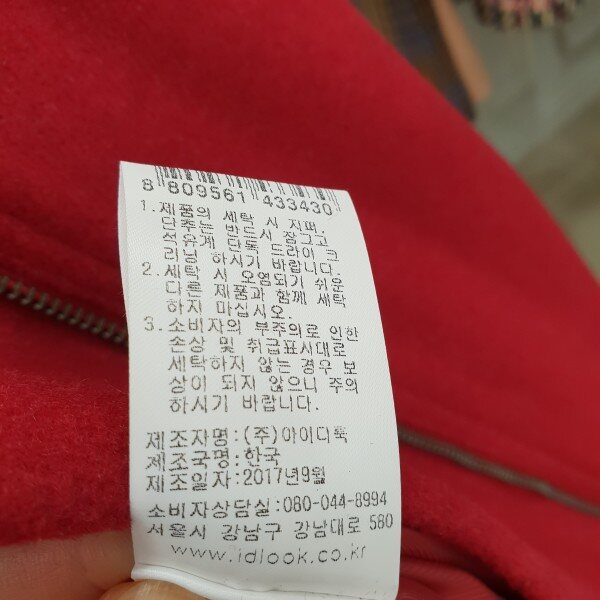 8 809561 433430
1. 제품의 세탁 시 지퍼,
단추는 반드시 잠그고
석유계 단독 드라이 크
리닝 하시기 바랍니다.
2. 세탁 시 오염되기 쉬운
다른 제품과 함께 세탁
하지 마십시오.
3. 소비자의 부주의로 인한
손상 및 취급표시대로
세탁하지 않는 경우 보
상이 되지 않으니 주의
하시기 바랍니다.
제조자명:(주)아이디룩
제조국명:한국
제조일자:2017년9월
소비자상담실:080-044-8994
서울시 강남구 강남대로 580
www.idlook.co.kr